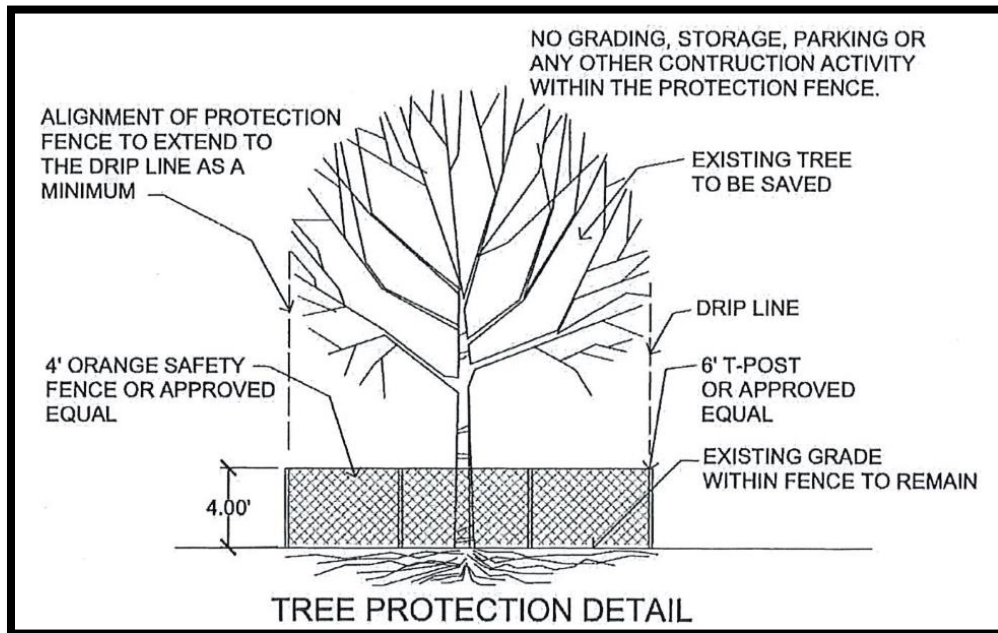 NO GRADING, STORAGE, PARKING OR
ANY OTHER CONTRUCTION ACTIVITY
WITHIN THE PROTECTION FENCE.
ALIGNMENT OF PROTECTION
FENCE TO EXTEND TO
THE DRIP LINE AS A
MINIMUM
EXISTING TREE
TO BE SAVED
DRIP LINE
4' ORANGE SAFETY
FENCE OR APPROVED
EQUAL
6' T-POST
OR APPROVED
EQUAL
EXISTING GRADE
WITHIN FENCE TO REMAIN
4.00'
TREE PROTECTION DETAIL